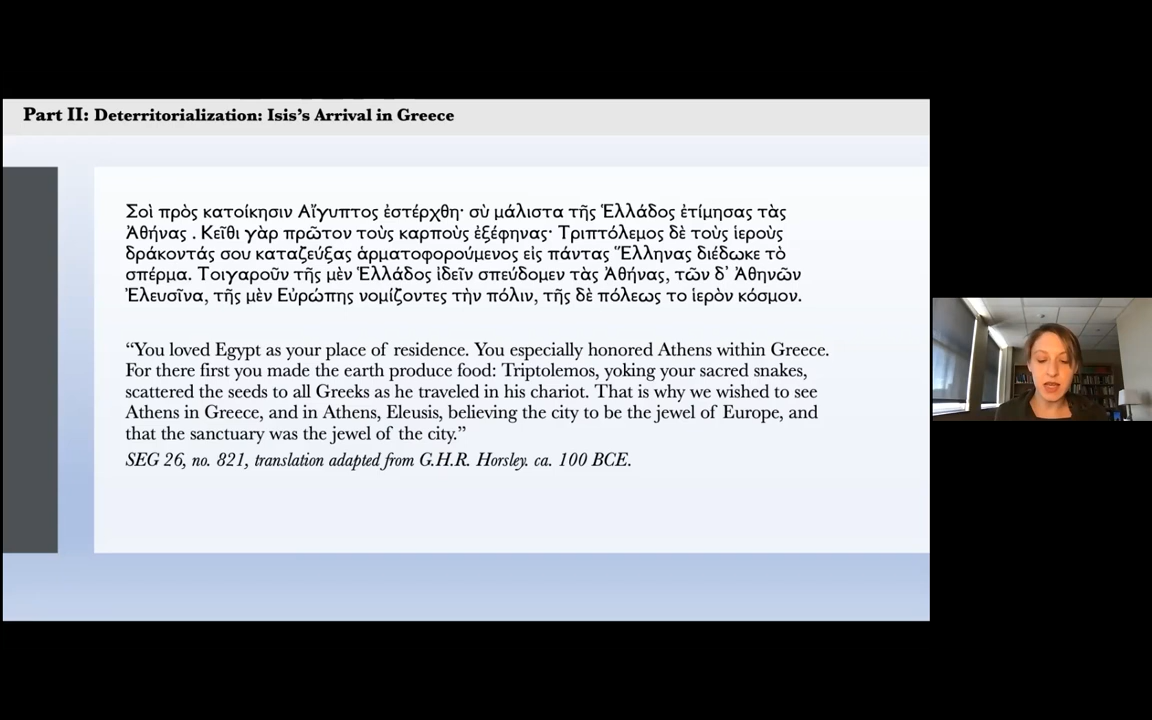 Part II: Deterritorialization: Isis's Arrival in Greece
Σοὶ πρὸς κατοίκησιν Αἴγυπτος ἐστέρχθη· σὺ μάλιστα τῆς Ἑλλάδος ἐτίμησας τὰς
Ἀθήνας . Κεῖθι γὰρ πρῶτον τοὺς καρποὺς ἐξέφηνας· Τριπτόλεμος δὲ τοὺς ἱεροὺς
δράκοντάς σου καταζεύξας ἁρματοφορούμενος εἰς πάντας Ἕλληνας διέδωκε τὸ
σπέρμα. Τοιγαροῦν τῆς μὲν Ἑλλάδος ἰδεῖν σπεύδομεν τὰς Ἀθήνας, τῶν δ' Ἀθηνῶν
Ἐλευσῖνα, τῆς μὲν Εὐρώπης νομίζοντες τὴν πόλιν, τῆς δὲ πόλεως το ἱερὸν κόσμον.
"You loved Egypt as your place of residence. You especially honored Athens within Greece.
For there first you made the earth produce food: Triptolemos, yoking your sacred snakes,
scattered the seeds to all Greeks as he traveled in his chariot. That is why we wished to see
Athens in Greece, and in Athens, Eleusis, believing the city to be the jewel of Europe, and
that the sanctuary was the jewel of the city."
SEG 26, no. 821, translation adapted from G.H.R. Horsley. ca. 100 BCE.